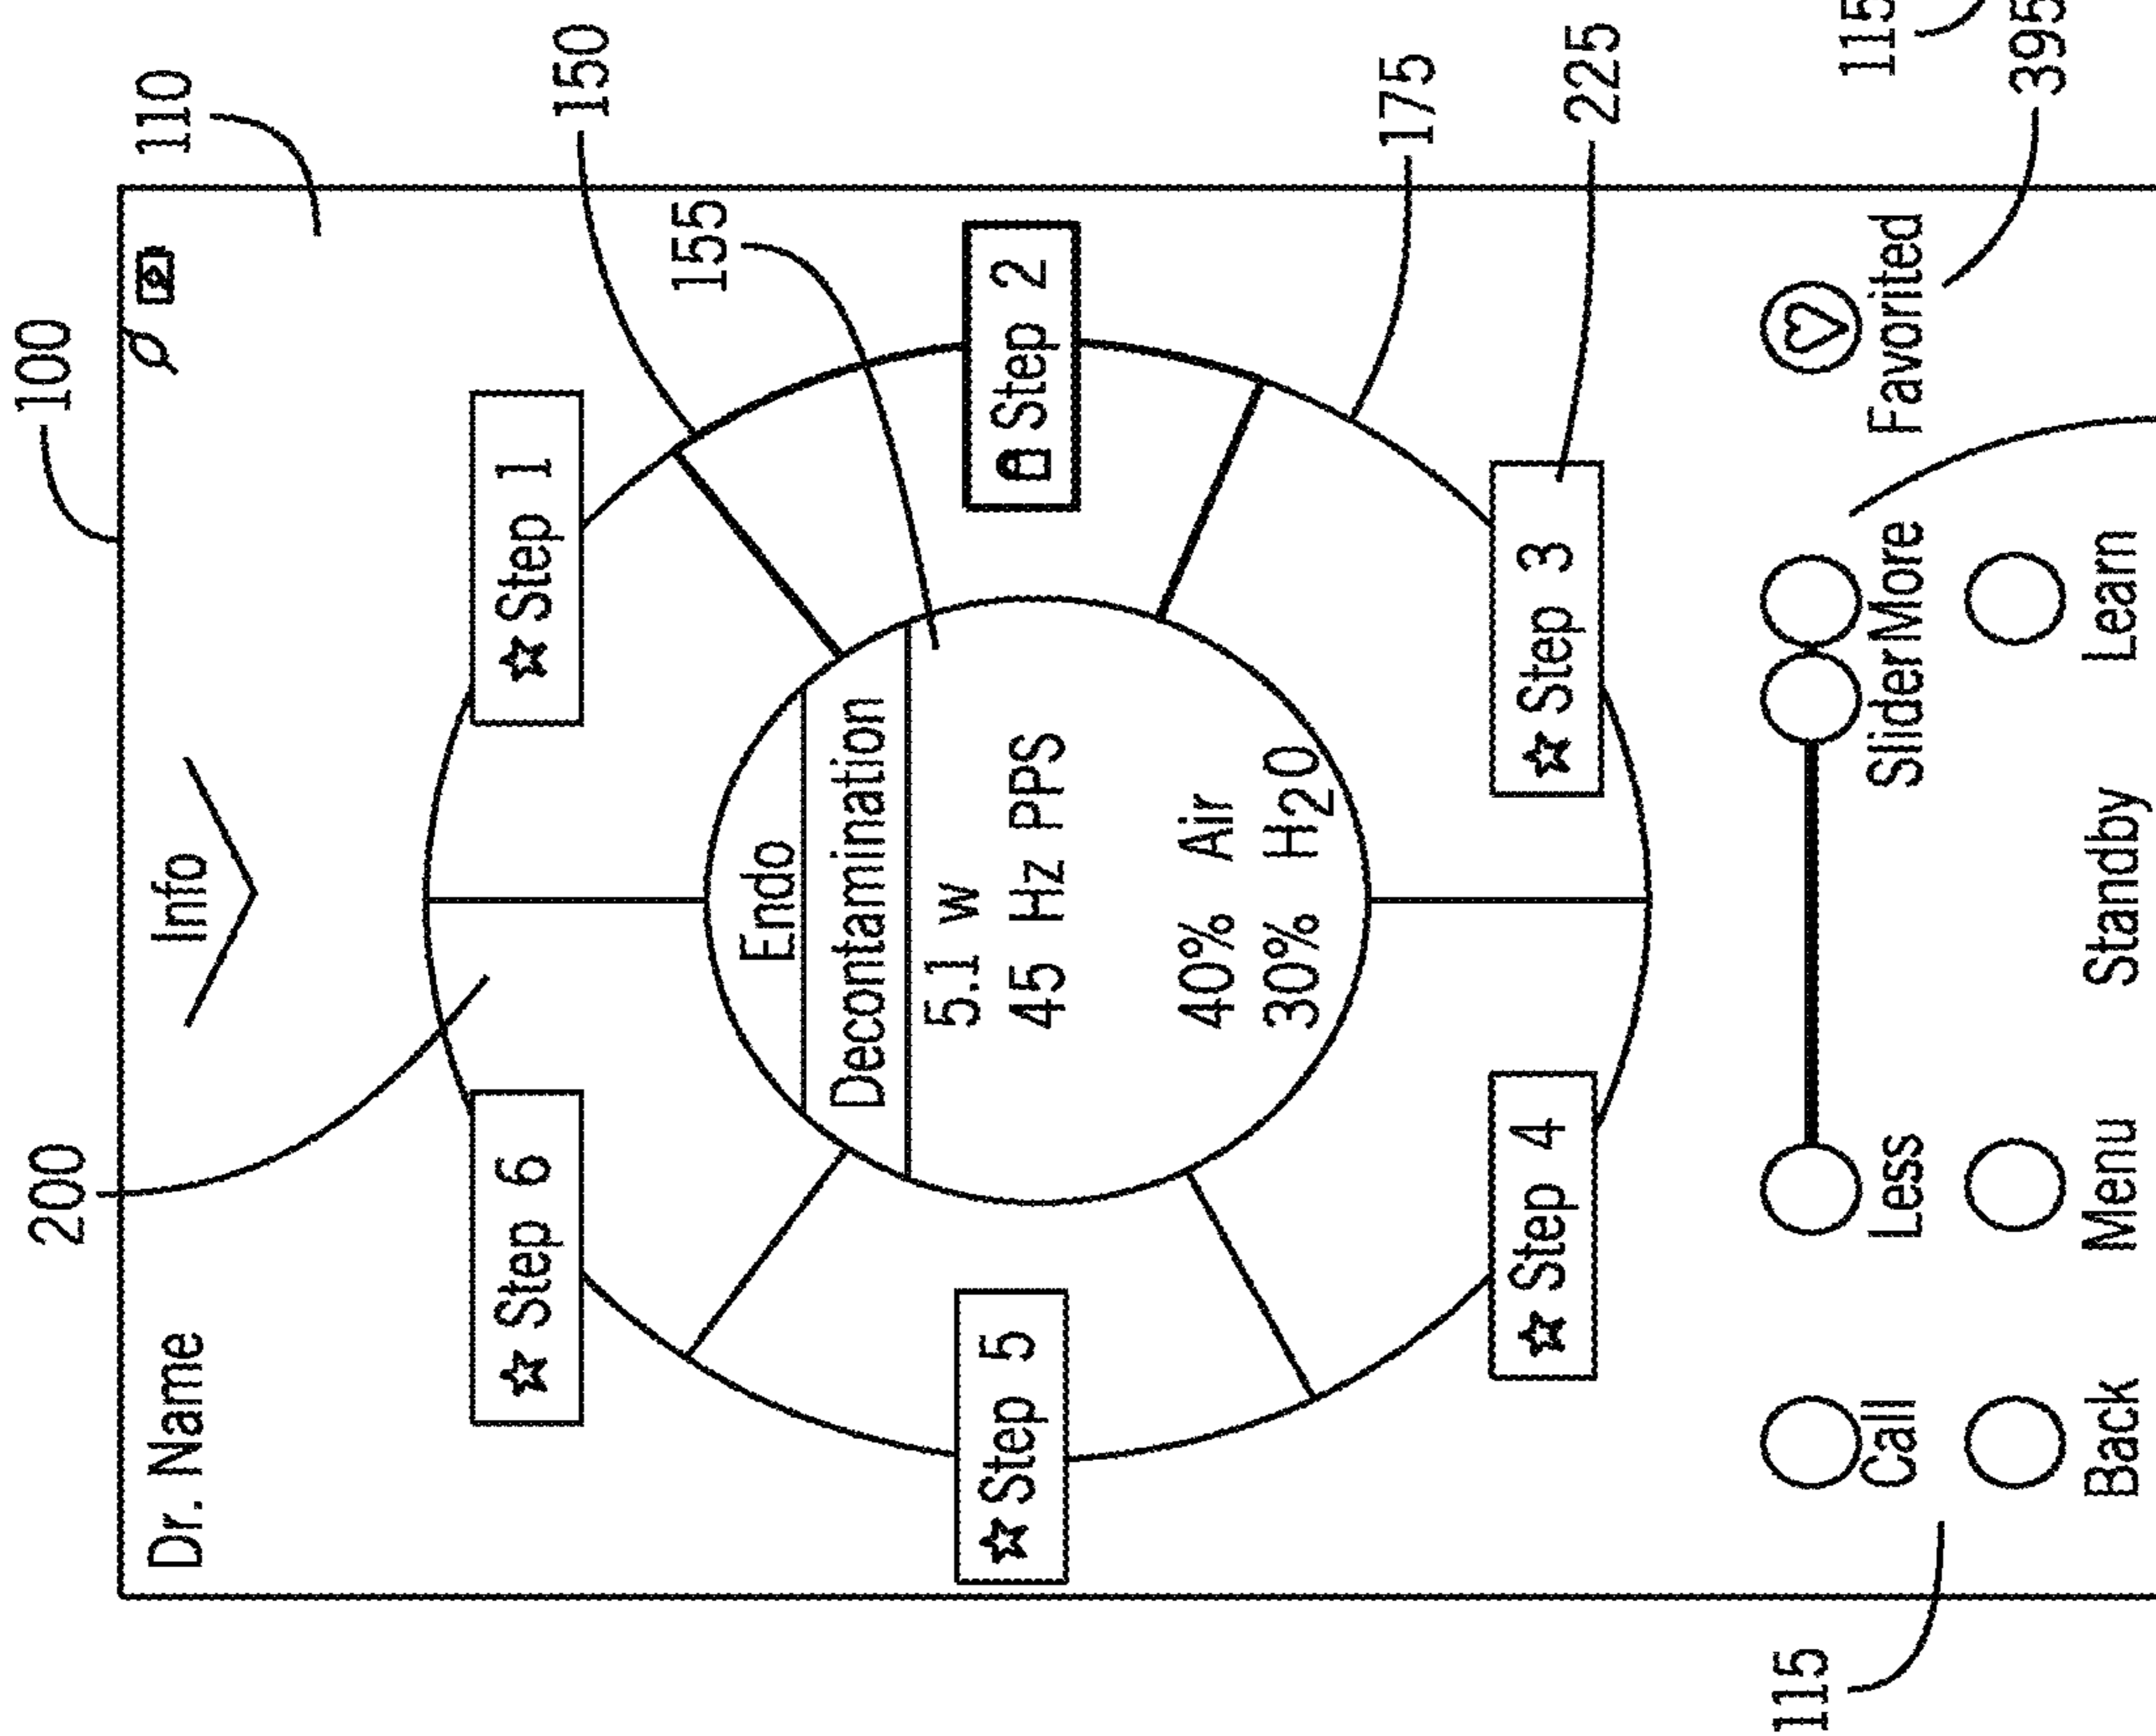 100
110
200
150
Dr. Name
Info
155
☆ Step 6
☆ Step 1
Endo
Decontamination
5.1 w
45 Hz PPS
40% Air
30% H₂O
☆ Step 5
Step 2
175
225
☆ Step 4
☆ Step 3
115
395
Call
Less
Slider
More
Favorited
115
Back
Menu
Standby
Learn